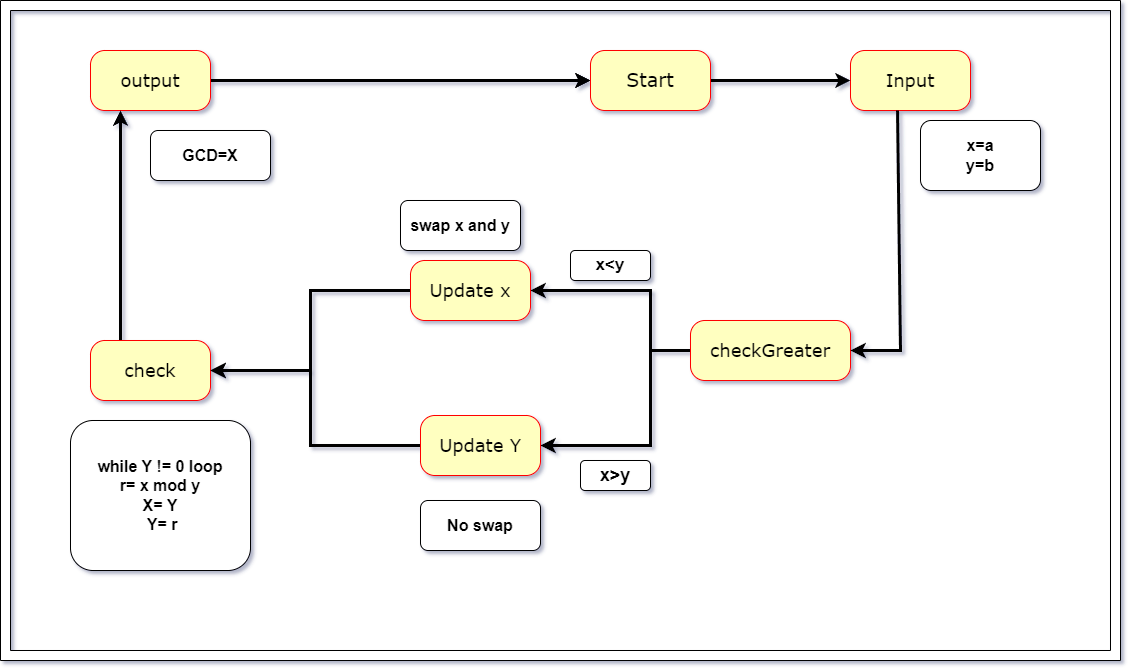 output
Start
Input
GCD=X
x=a
y=b
swap x and y
x<y
Update x
checkGreater
check
Update Y
x>y
while Y != 0 loop
r= x mod y
X= Y
Y= r
No swap